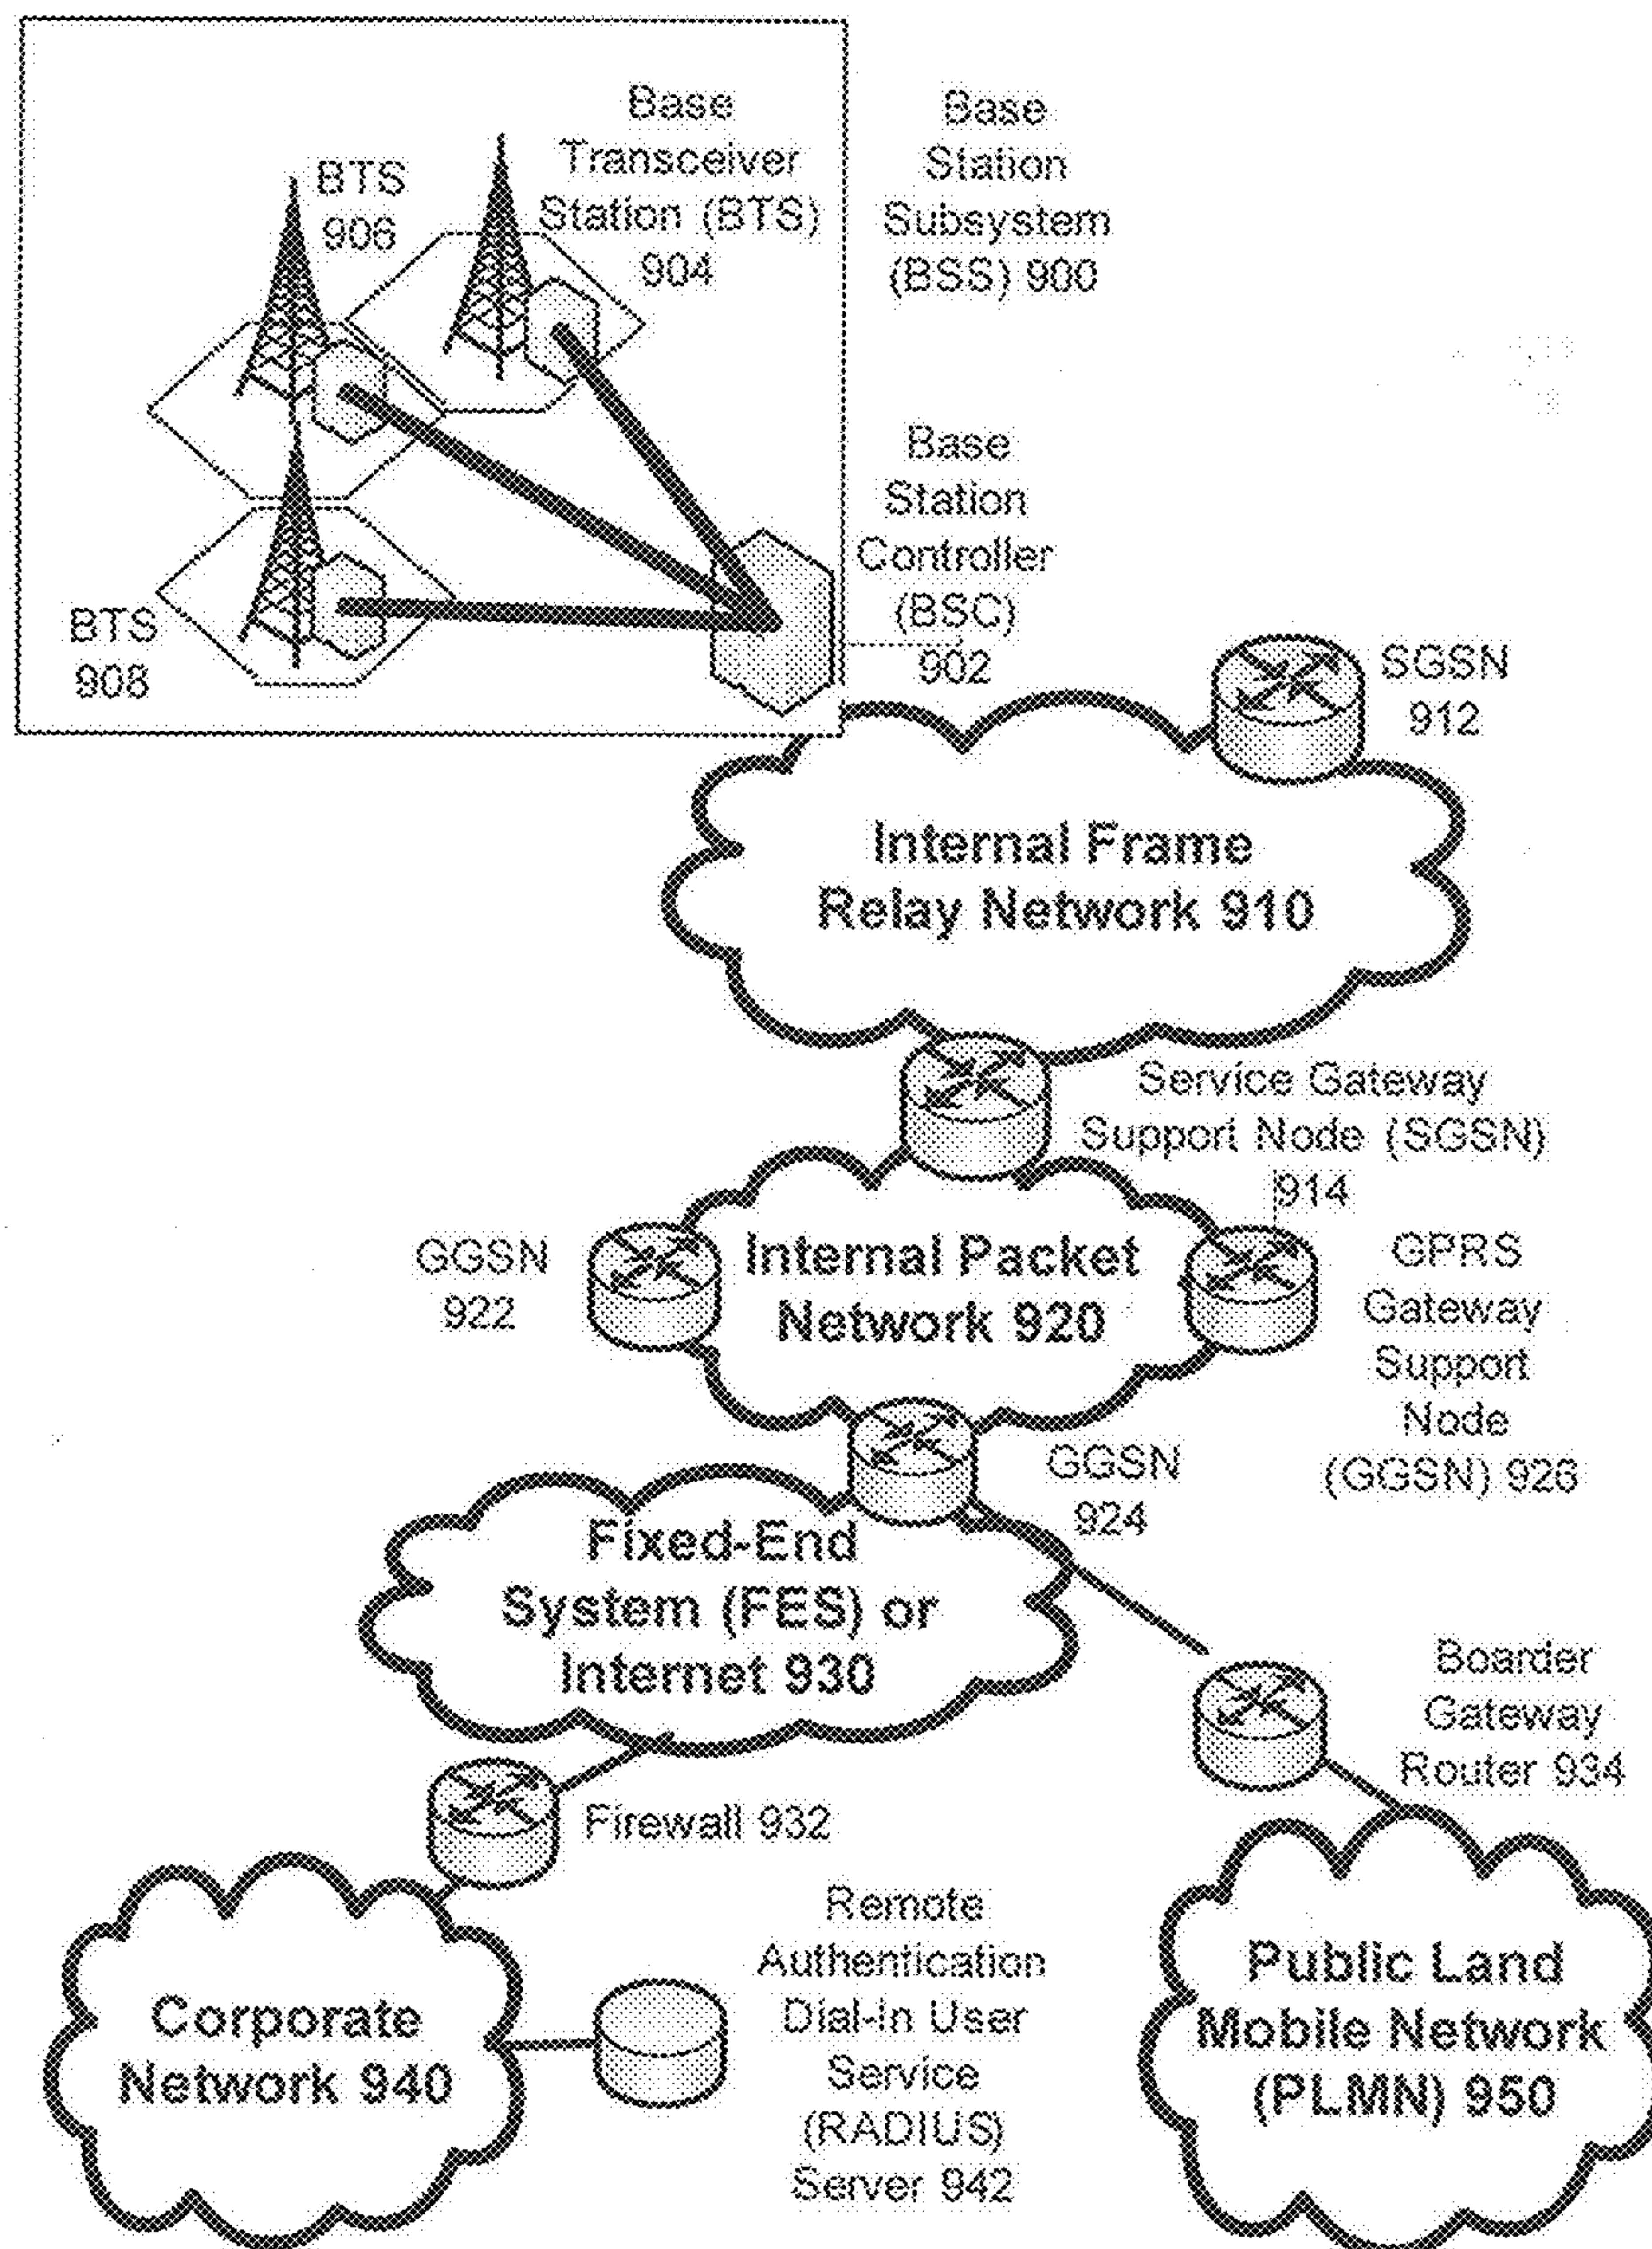 Base
Transceiver
Station (BTS)
904
BTS
906
Base
Station
Subsystem
(BSS) 900
Base
Station
Controller
(BSC)
902
BTS
908
SGSN
912
Internal Frame
Relay Network 910
Service Gateway
Support Node (SGSN)
914
GGSN
922
Internal Packet
Network 920
GPRS
Gateway
Support
Node
(GGSN) 926
GGSN
924
Fixed-End
System (FES) or
Internet 930
Boarder
Gateway
Router 934
Firewall 932
Remote
Authentication
Dial-In User
Service
(RADIUS)
Server 942
Corporate
Network 940
Public Land
Mobile Network
(PLMN) 950